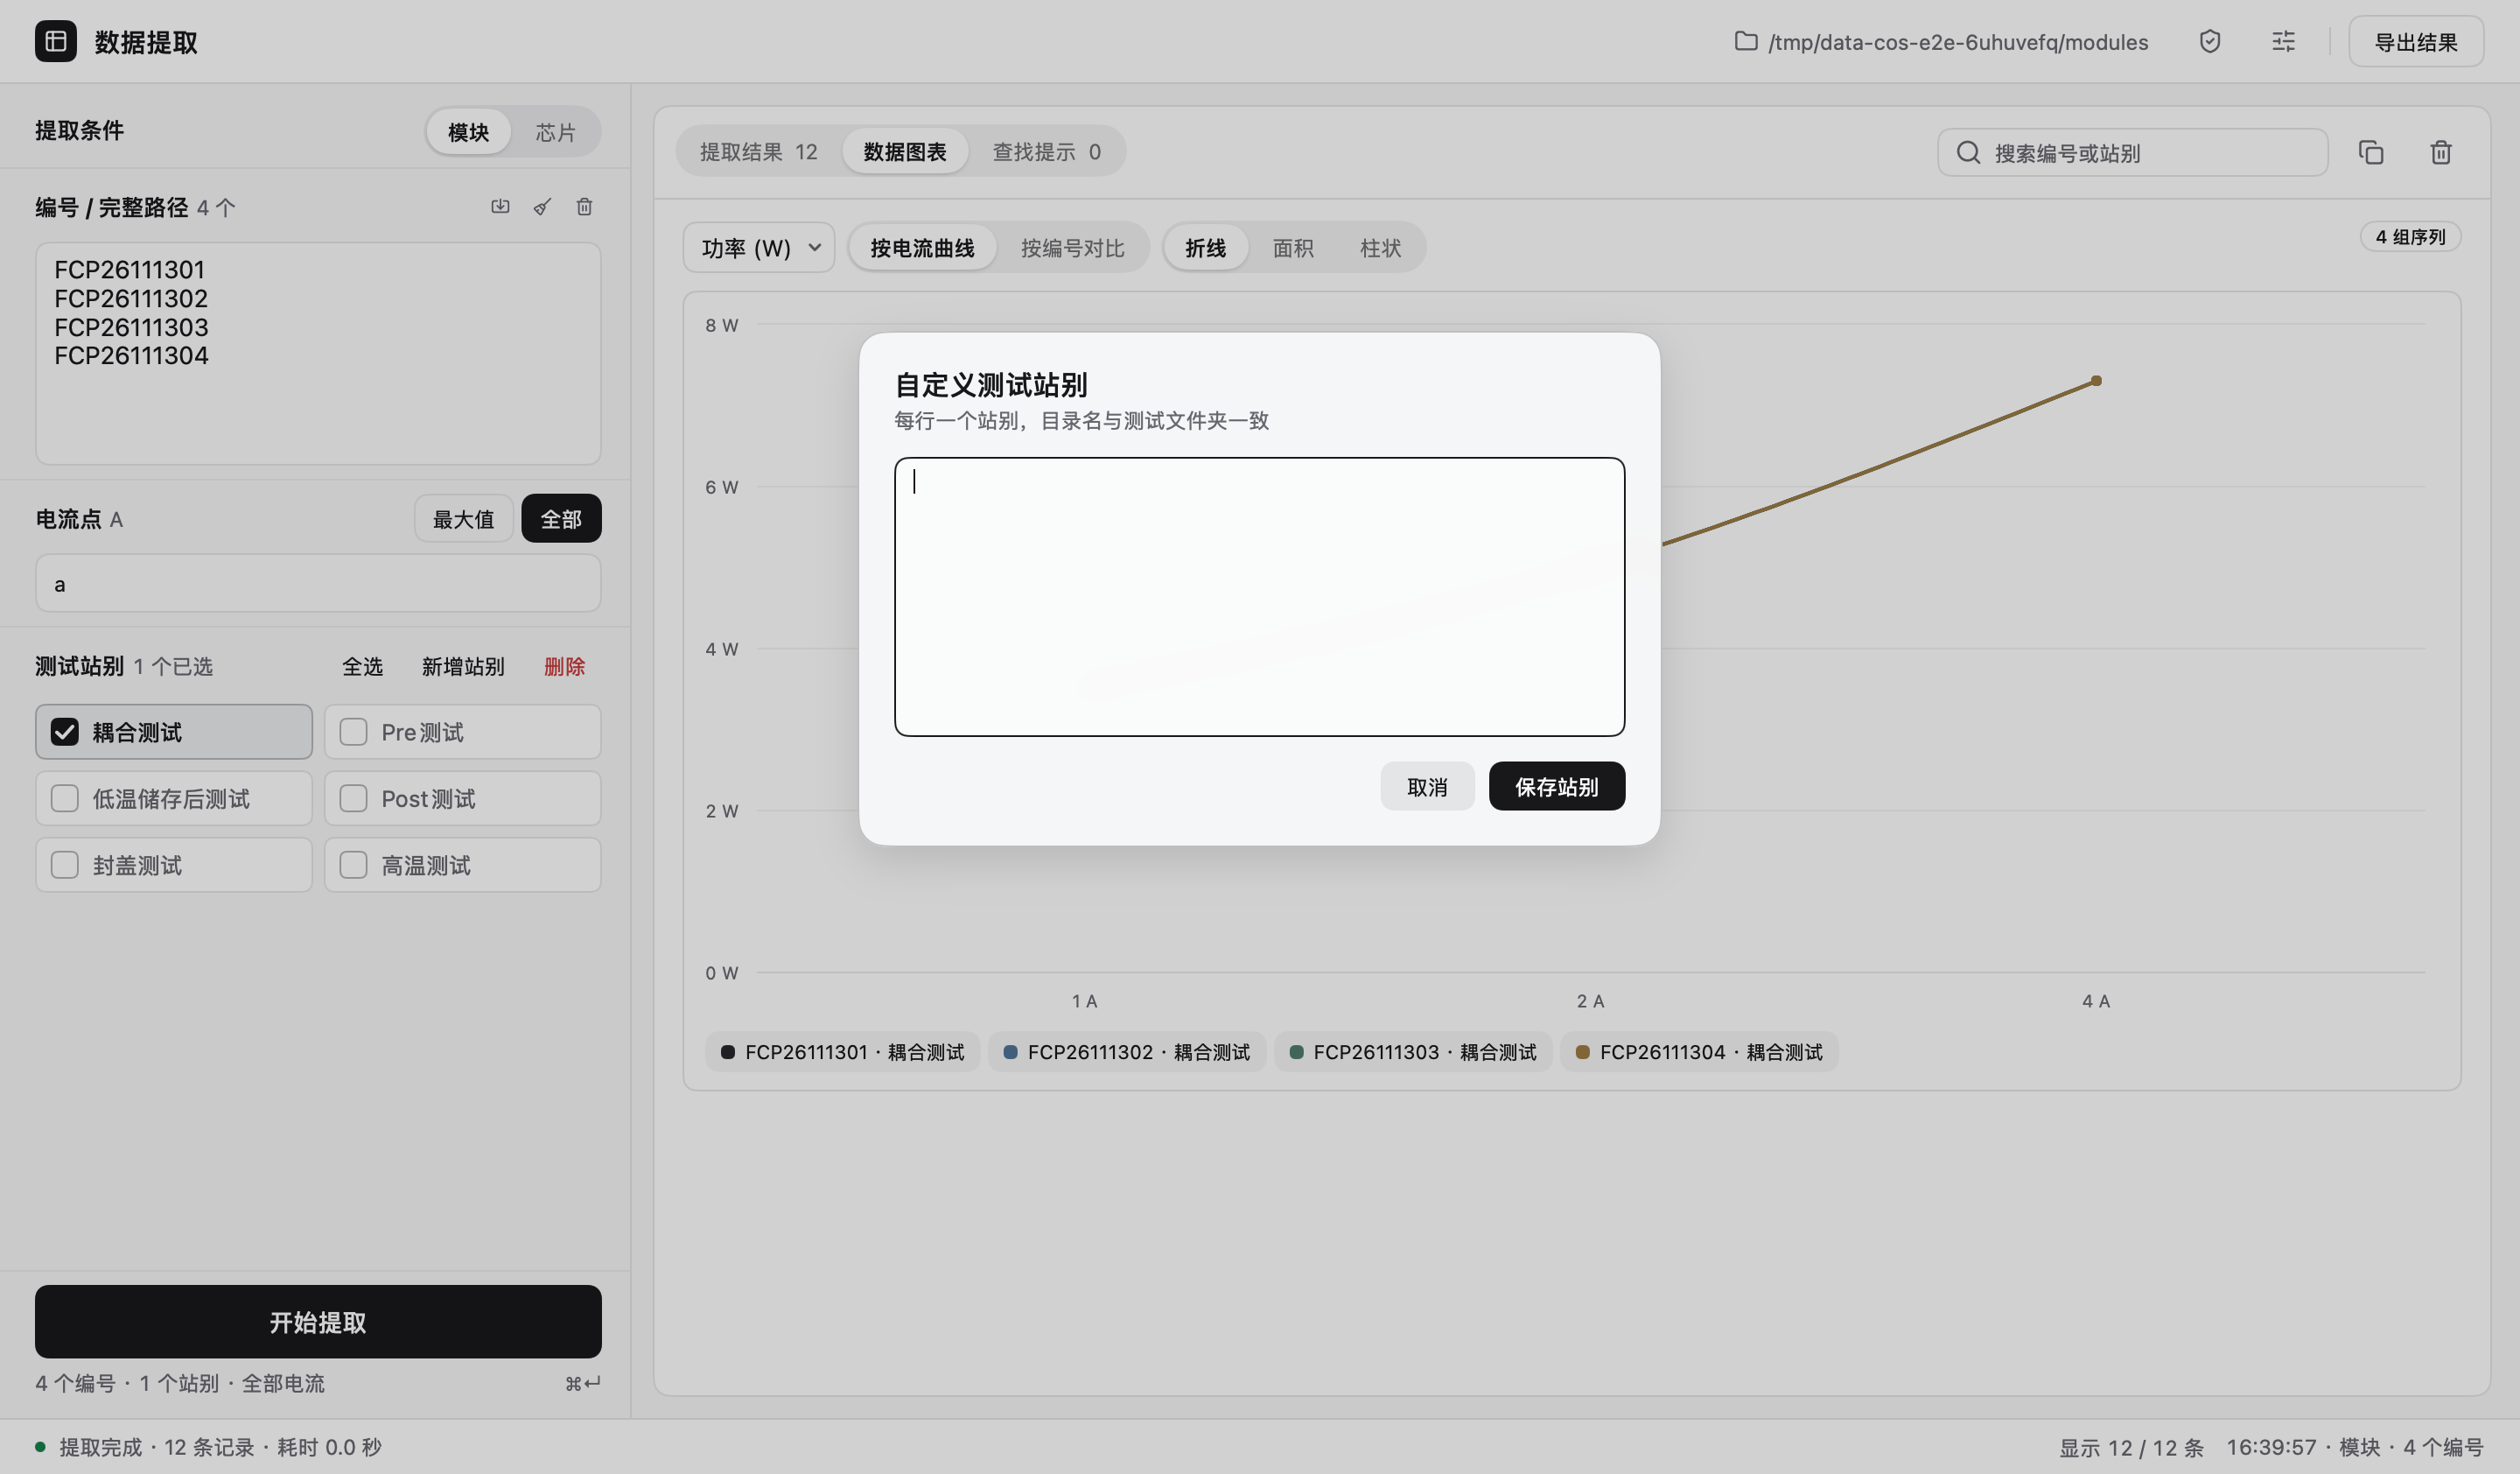 数据提取
/tmp/data-cos-e2e-6uhuvefq/modules
导出结果
提取条件
模块
芯片
编号 / 完整路径 4 个
FCP26111301
FCP26111302
FCP26111303
FCP26111304
电流点 A
最大值
全部
a
测试站别 1 个已选
全选
新增站别
删除
耦合测试
Pre测试
低温储存后测试
Post测试
封盖测试
高温测试
开始提取
4 个编号 · 1 个站别 · 全部电流
⌘↵
提取结果 12
数据图表
查找提示 0
搜索编号或站别
功率 (W)
按电流曲线
按编号对比
折线
面积
柱状
4 组序列
8 W
6 W
4 W
2 W
0 W
1 A
2 A
4 A
FCP26111301 · 耦合测试
FCP26111302 · 耦合测试
FCP26111303 · 耦合测试
FCP26111304 · 耦合测试
自定义测试站别
每行一个站别，目录名与测试文件夹一致
取消
保存站别
提取完成 · 12 条记录 · 耗时 0.0 秒
显示 12 / 12 条
16:39:57 · 模块 · 4 个编号